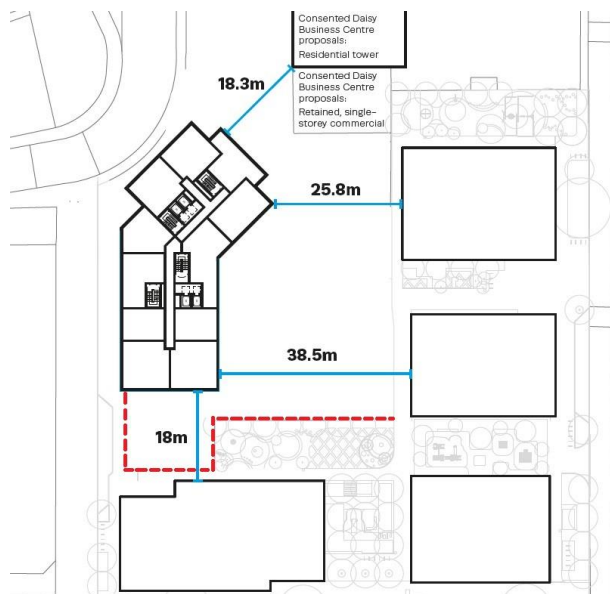 Consented Daisy
Business Centre
proposals:
Residential tower
Consented Daisy
Business Centre
proposals:
Retained, single-
storey commercial
18.3m
25.8m
38.5m
18m